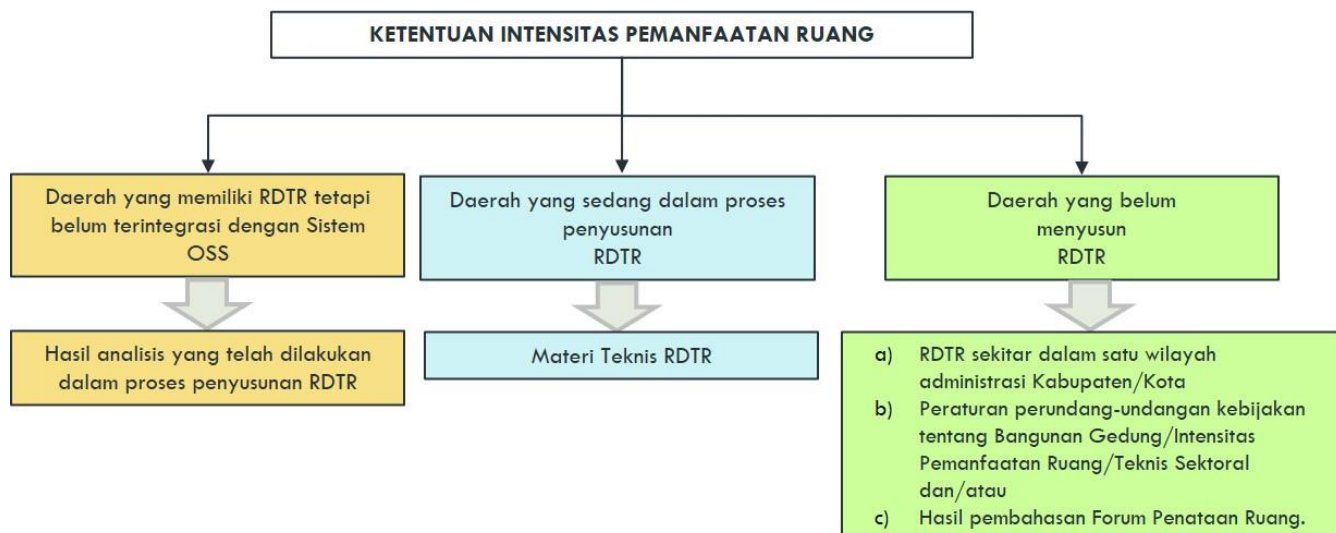 KETENTUAN INTENSITAS PEMANFAATAN RUANG
Daerah yang memiliki RDTR tetapi
belum terintegrasi dengan Sistem
OSS
Hasil analisis yang telah dilakukan
dalam proses penyusunan RDTR
Daerah yang sedang dalam proses
penyusunan
RDTR
Materi Teknis RDTR
Daerah yang belum
menyusun
RDTR
a) RDTR sekitar dalam satu wilayah
administrasi Kabupaten/Kota
b) Peraturan perundang-undangan kebijakan
tentang Bangunan Gedung/Intensitas
Pemanfaatan Ruang/Teknis Sektoral
dan/atau
c) Hasil pembahasan Forum Penataan Ruang.